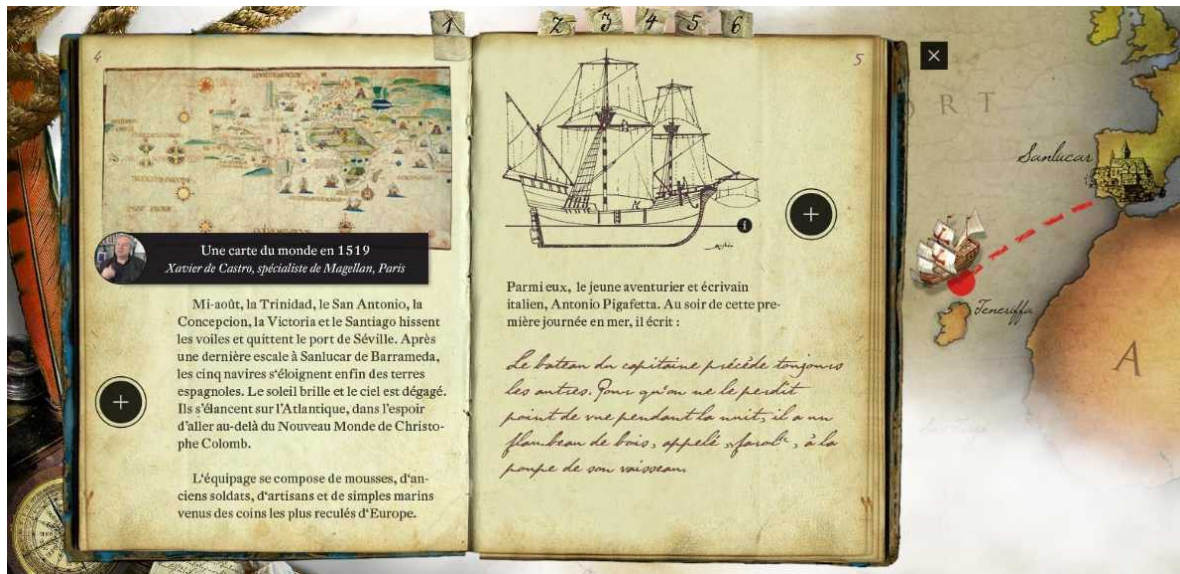 1
2
3
4
5
6
4
5
Une carte du monde en 1519
Xavier de Castro, spécialiste de Magellan, Paris
Mi-août, la Trinidad, le San Antonio, la
Concepcion, la Victoria et le Santiago hissent
les voiles et quittent le port de Séville. Après
une dernière escale à Sanlucar de Barrameda,
les cinq navires s'éloignent enfin des terres
espagnoles. Le soleil brille et le ciel est dégagé.
Ils s'élancent sur l'Atlantique, dans l'espoir
d'aller au-delà du Nouveau Monde de Christo-
phe Colomb.
L'équipage se compose de mousses, d'an-
ciens soldats, d'artisans et de simples marins
venus des coins les plus reculés d'Europe.
Parmi eux, le jeune aventurier et écrivain
italien, Antonio Pigafetta. Au soir de cette pre-
mière journée en mer, il écrit :
Le bateau du capitaine précède toujours
les autres. Pour qu'on ne le perdit
point de vue pendant la nuit, il a un
flambeau de bois, appelé „farol“, à la
poupe de son vaisseau
ORT
Sanlucar
Teneriffa
A